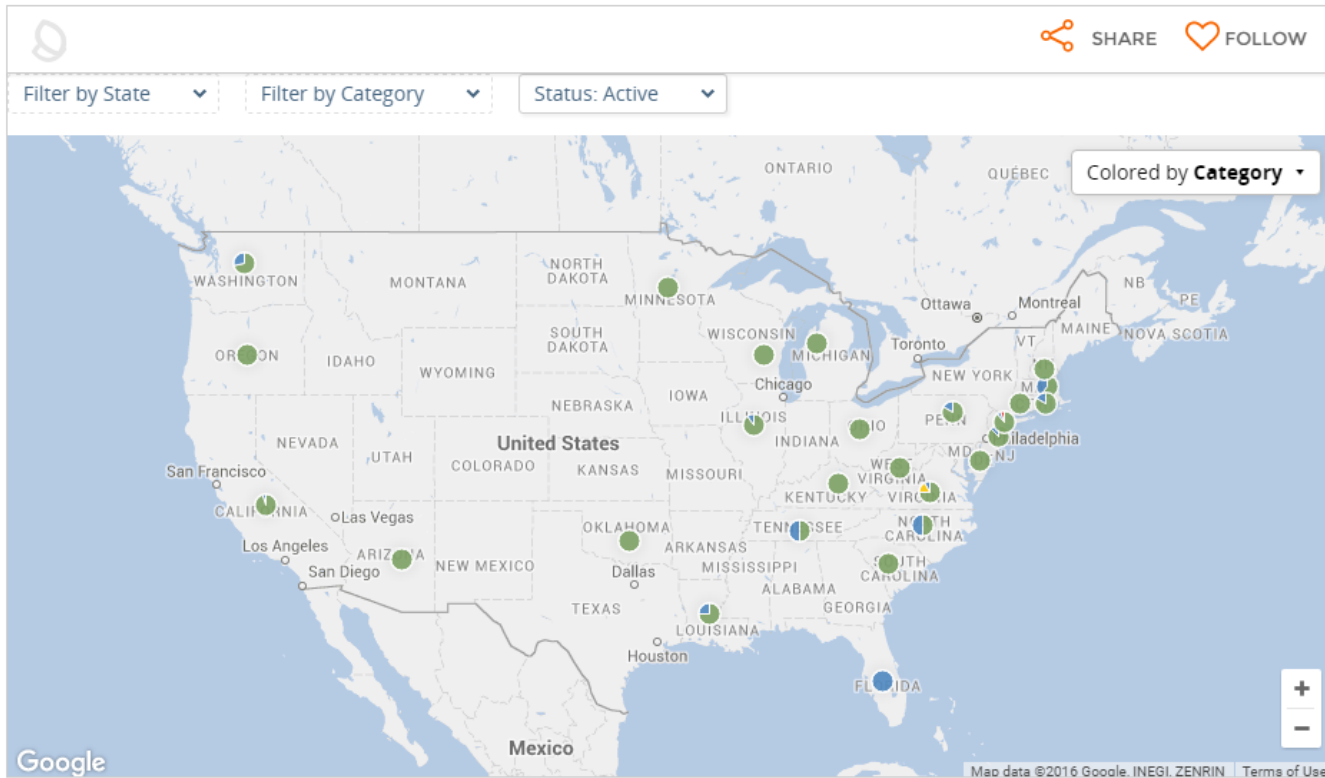 SHARE FOLLOW
Filter by State Filter by Category Status: Active
ONTARIO
QUÉBEC
Colored by Category
WASHINGTON
MONTANA
NORTH
DAKOTA
MINNESOTA
Ottawa
Montreal
NB
PE
MAINE
NOVA SCOTIA
OREGON
IDAHO
SOUTH
DAKOTA
WISCONSIN
MICHIGAN
Toronto
VT
WYOMING
Chicago
NEW YORK
IOWA
NEBRASKA
ILLINOIS
INDIANA
OHIO
PENN
Philadelphia
NEVADA
UTAH
United States
COLORADO
KANSAS
MISSOURI
WEST
VIRGINIA
MD
NJ
San Francisco
KENTUCKY
VIRGINIA
CALIFORNIA
Las Vegas
OKLAHOMA
TENNESSEE
NORTH
CAROLINA
Los Angeles
ARIZONA
NEW MEXICO
ARKANSAS
San Diego
Dallas
MISSISSIPPI
SOUTH
CAROLINA
ALABAMA
TEXAS
GEORGIA
LOUISIANA
Houston
FLORIDA
+
−
Mexico
Google
Map data ©2016 Google, INEGI, ZENRIN Terms of Use